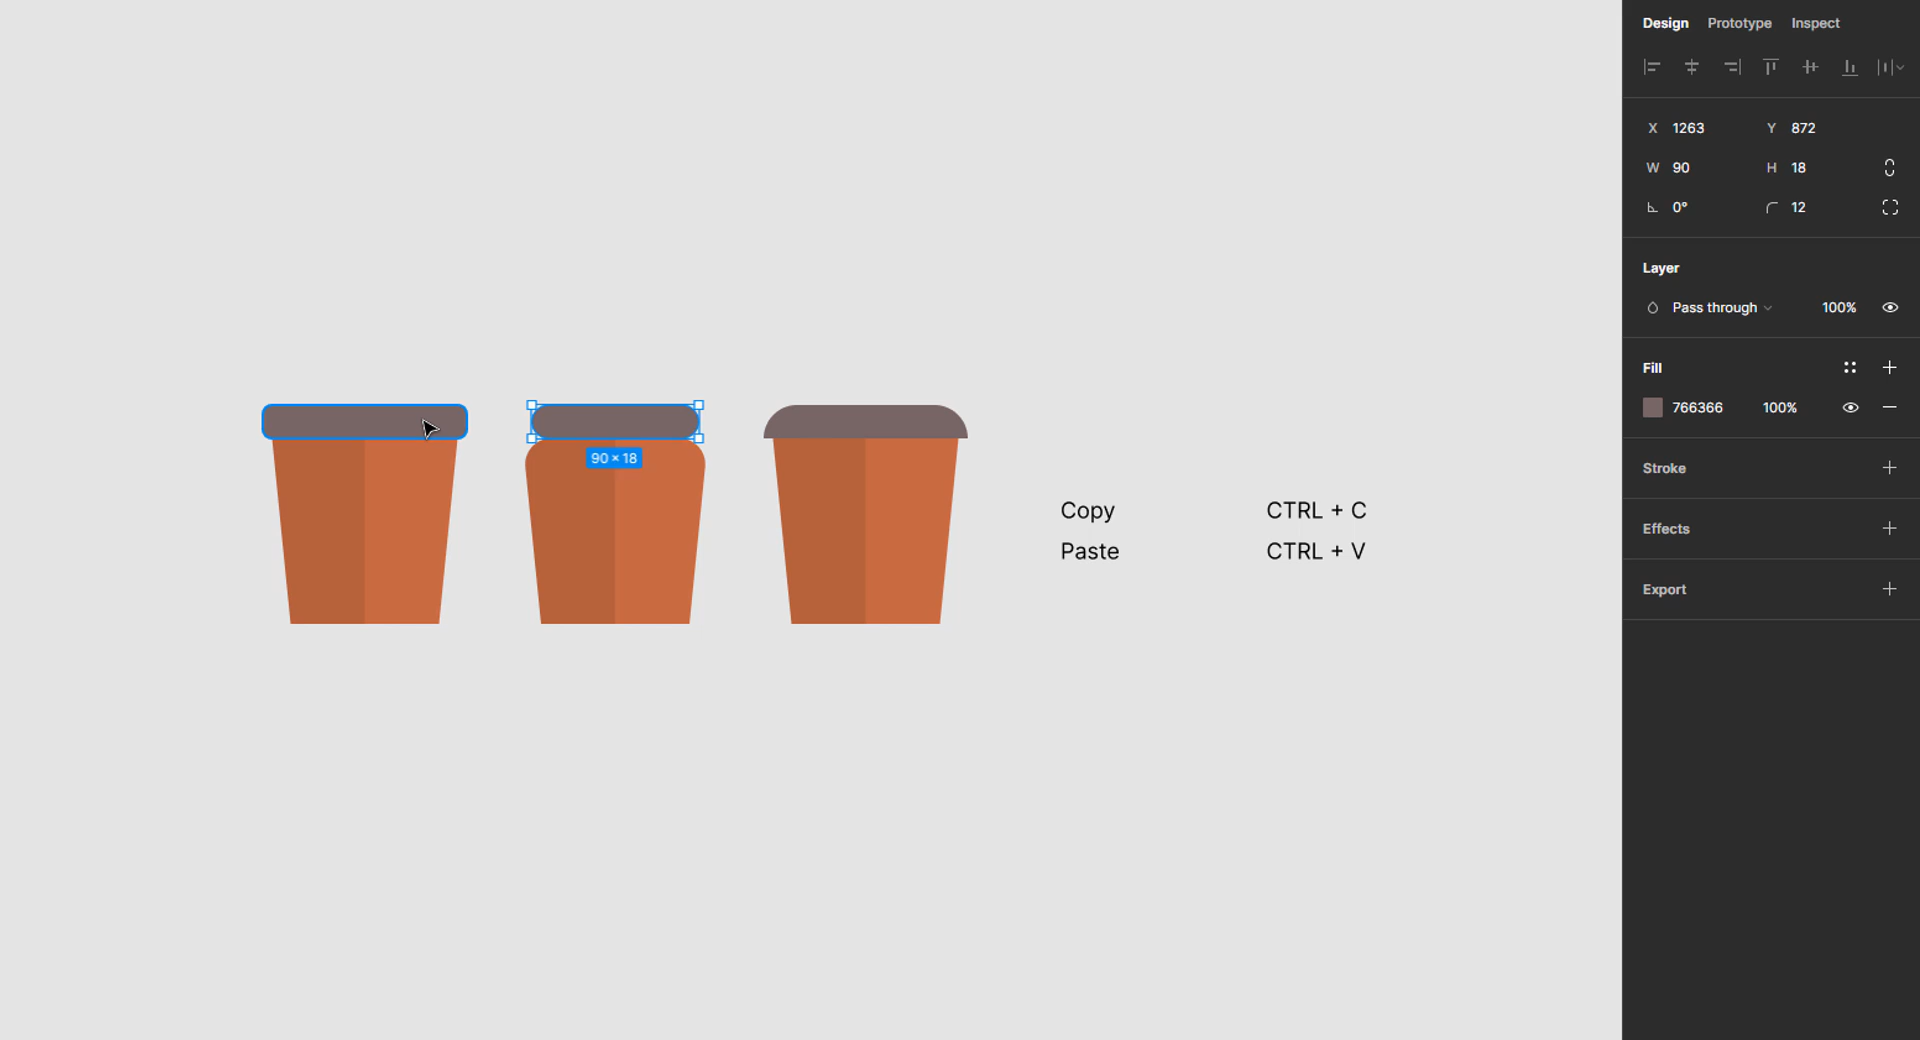 Design Prototype Inspect
X 1263 Y 872
W 90 H 18
0° 12
Layer
Pass through 100%
Fill
766366 100%
90 × 18
Stroke
Copy CTRL + C
Effects
Paste CTRL + V
Export